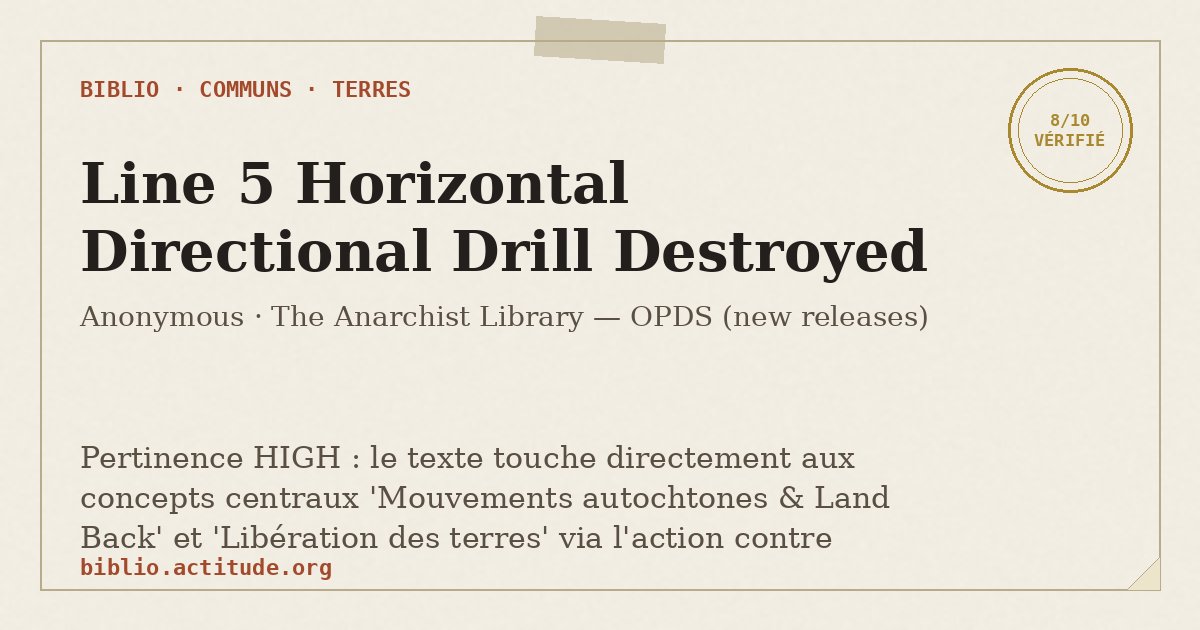 BIBLIO · COMMUNS · TERRES
8/10
VÉRIFIÉ
Line 5 Horizontal
Directional Drill Destroyed
Anonymous · The Anarchist Library — OPDS (new releases)
Pertinence HIGH : le texte touche directement aux
concepts centraux 'Mouvements autochtones & Land
Back' et 'Libération des terres' via l'action contre
biblio.actitude.org